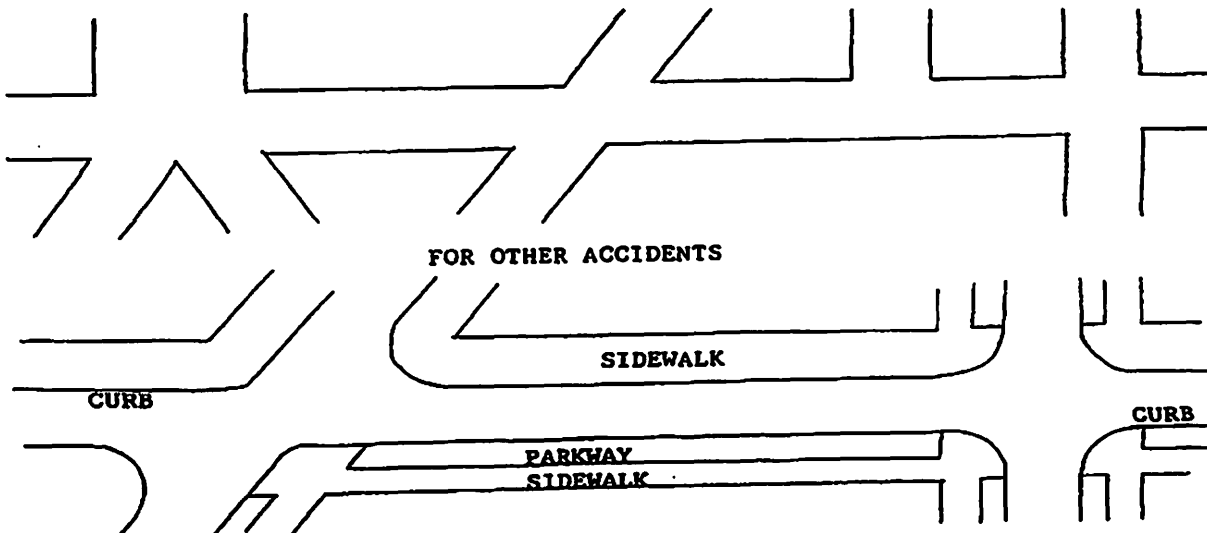 FOR OTHER ACCIDENTS
SIDEWALK
CURB
CURB
PARKWAY
SIDEWALK